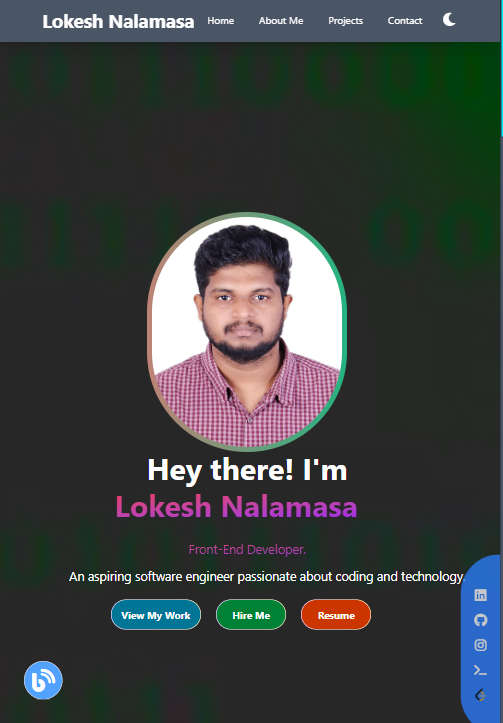 Lokesh Nalamasa Home About Me Projects Contact
Hey there! I'm
Lokesh Nalamasa
Front-End Developer.
An aspiring software engineer passionate about coding and technology.
View My Work Hire Me Resume